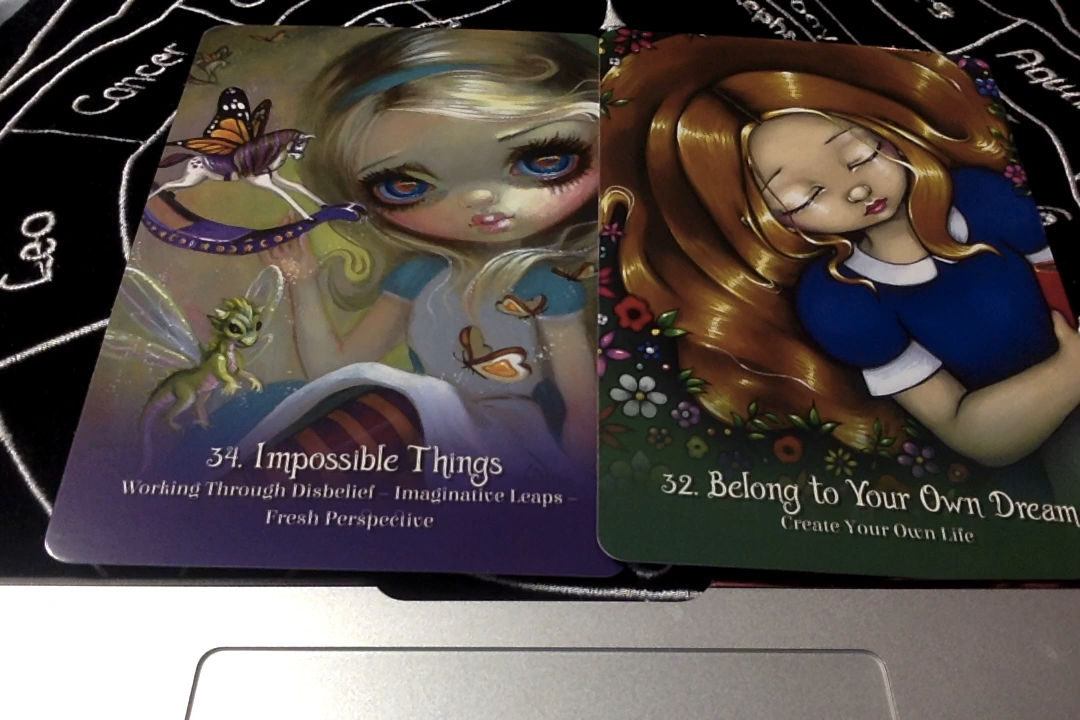 Cancer
Leo
34. Impossible Things
Working Through Disbelief – Imaginative Leaps –
Fresh Perspective
32. Belong to Your Own Dream
Create Your Own Life